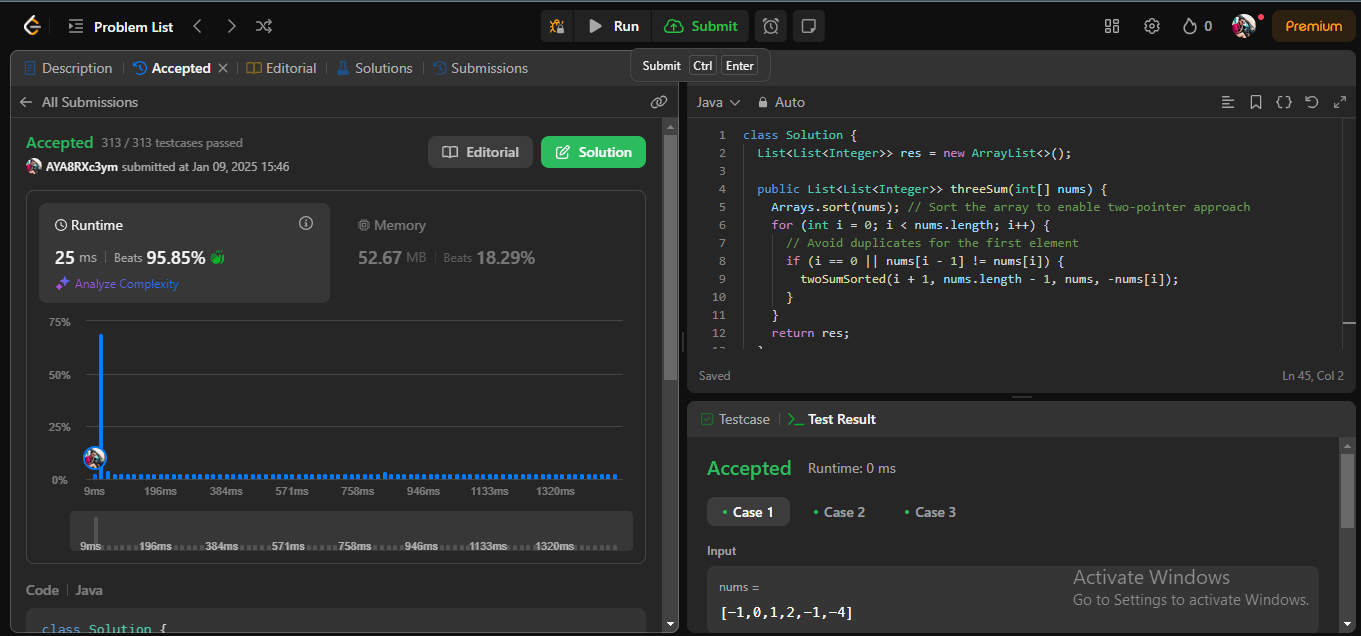 Problem List
Run
Submit
0
Premium
Description
Accepted
Editorial
Solutions
Submissions
Submit Ctrl Enter
All Submissions
Accepted 313 / 313 testcases passed
AYA8RXc3ym submitted at Jan 09, 2025 15:46
Editorial
Solution
Runtime
25 ms Beats 95.85%
Analyze Complexity
Memory
52.67 MB Beats 18.29%
75%
50%
25%
0%
9ms 196ms 384ms 571ms 758ms 946ms 1133ms 1320ms
9ms 196ms 384ms 571ms 758ms 946ms 1133ms 1320ms
Code Java
class Solution {
Java Auto
1 class Solution {
2 List<List<Integer>> res = new ArrayList<>();
3
4 public List<List<Integer>> threeSum(int[] nums) {
5 Arrays.sort(nums); // Sort the array to enable two-pointer approach
6 for (int i = 0; i < nums.length; i++) {
7 // Avoid duplicates for the first element
8 if (i == 0 || nums[i - 1] != nums[i]) {
9 twoSumSorted(i + 1, nums.length - 1, nums, -nums[i]);
10 }
11 }
12 return res;
Saved
Ln 45, Col 2
Testcase
>_ Test Result
Accepted Runtime: 0 ms
Case 1
Case 2
Case 3
Input
nums =
[-1,0,1,2,-1,-4]
Activate Windows
Go to Settings to activate Windows.